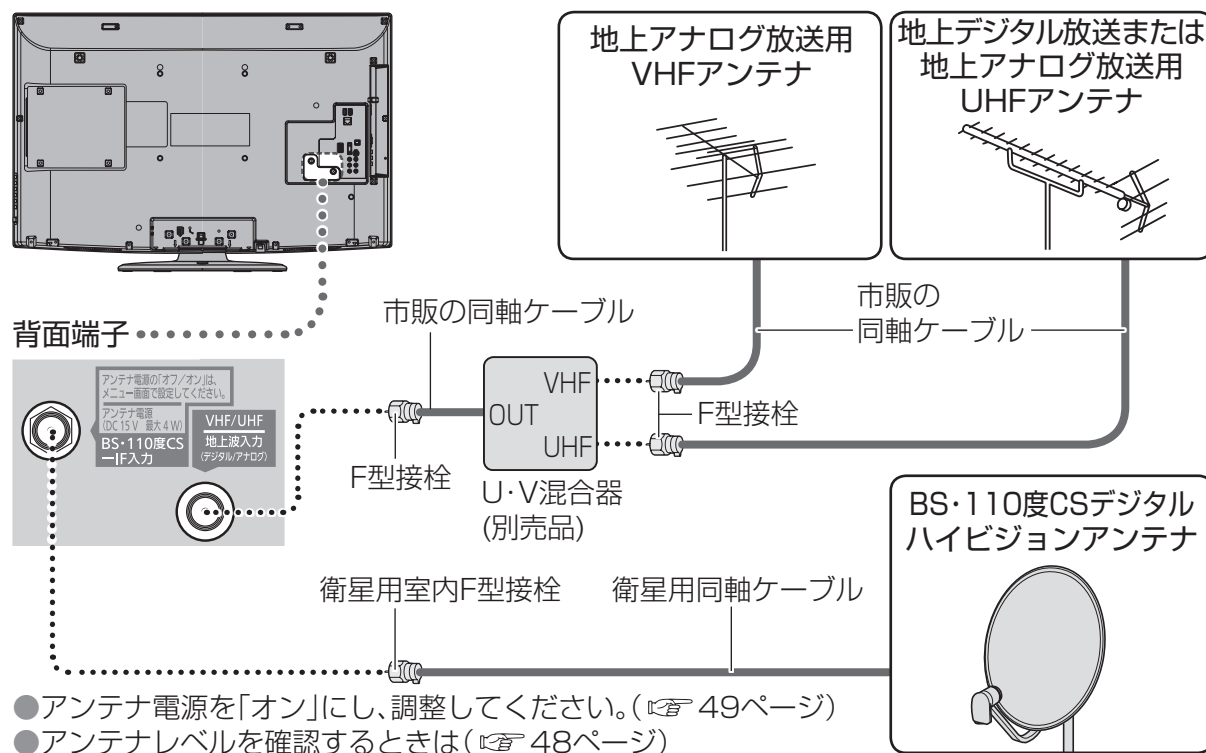 地上アナログ放送用
VHFアンテナ
地上デジタル放送または
地上アナログ放送用
UHFアンテナ
市販の同軸ケーブル
市販の
同軸ケーブル
背面端子
アンテナ電源の「オフ/オン」は、
メニュー画面で設定してください。
アンテナ電源
(DC 15 V 最大 4 W)
BS・110度CS
ーIF入力
VHF/UHF
地上波入力
(デジタル/アナログ)
VHF
OUT
UHF
F型接栓
F型接栓
U・V混合器
(別売品)
BS・110度CSデジタル
ハイビジョンアンテナ
衛星用室内F型接栓
衛星用同軸ケーブル
●アンテナ電源を「オン」にし、調整してください。(☞ 49ページ)
●アンテナレベルを確認するときは(☞ 48ページ)